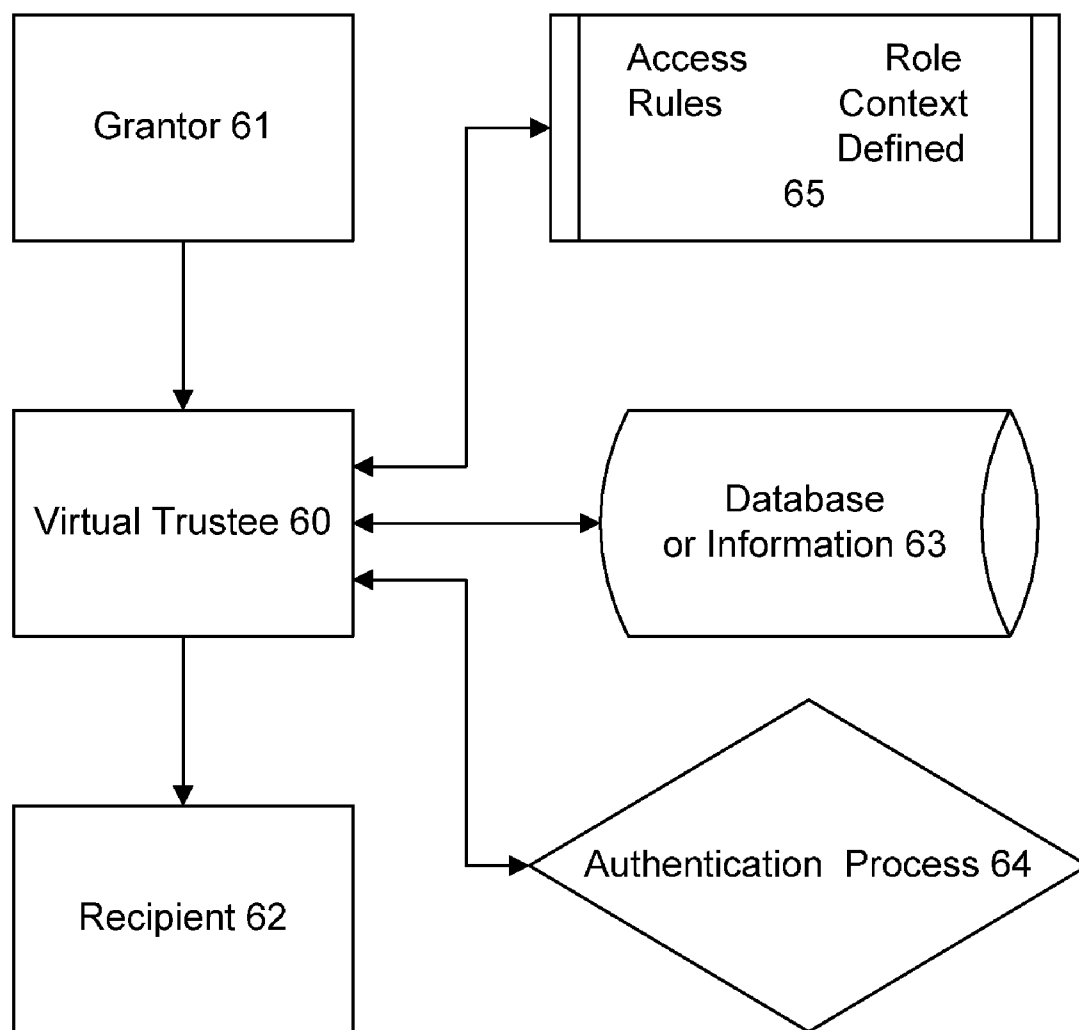 Grantor 61
Access Role
Rules Context
Defined
65
Virtual Trustee 60
Database
or Information 63
Authentication Process 64
Recipient 62